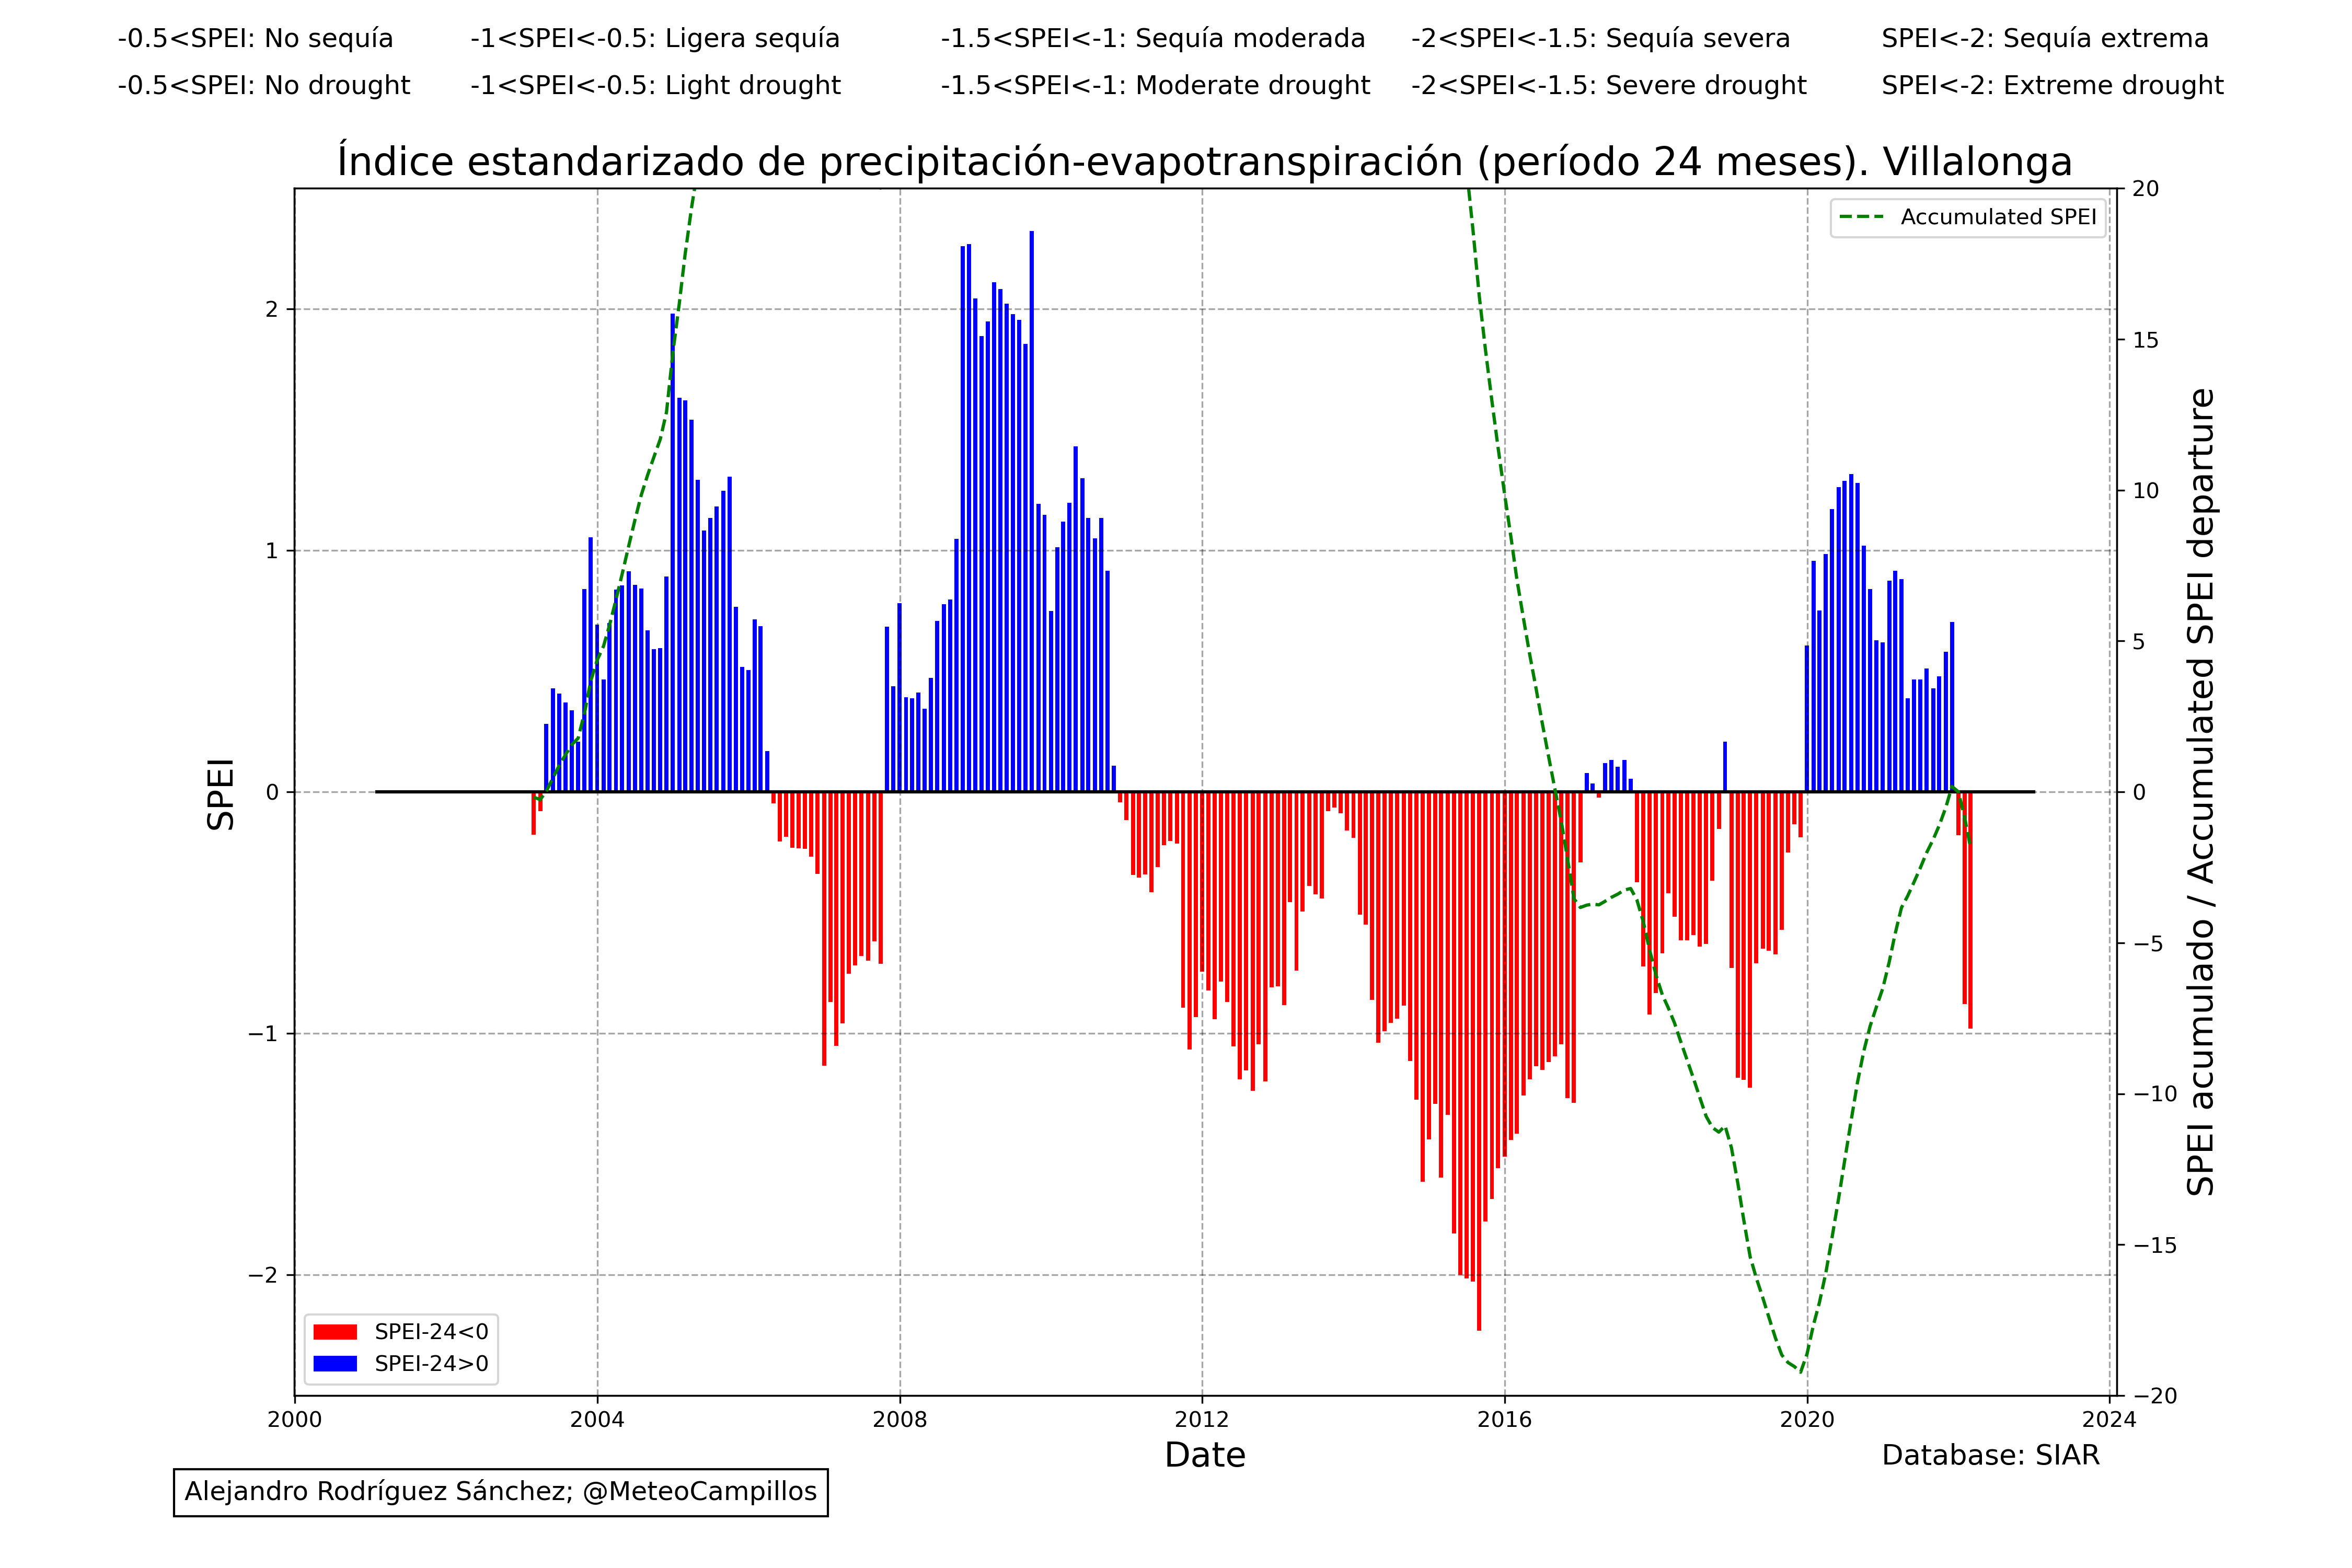 -0.5<SPEI: No sequía -1<SPEI<-0.5: Ligera sequía -1.5<SPEI<-1: Sequía moderada -2<SPEI<-1.5: Sequía severa SPEI<-2: Sequía extrema
-0.5<SPEI: No drought -1<SPEI<-0.5: Light drought -1.5<SPEI<-1: Moderate drought -2<SPEI<-1.5: Severe drought SPEI<-2: Extreme drought
Índice estandarizado de precipitación-evapotranspiración (período 24 meses). Villalonga
Accumulated SPEI
SPEI
2
1
0
−1
−2
20
15
10
5
0
−5
−10
−15
−20
SPEI acumulado / Accumulated SPEI departure
SPEI-24<0
SPEI-24>0
2000 2004 2008 2012 2016 2020 2024
Date
Database: SIAR
Alejandro Rodríguez Sánchez; @MeteoCampillos